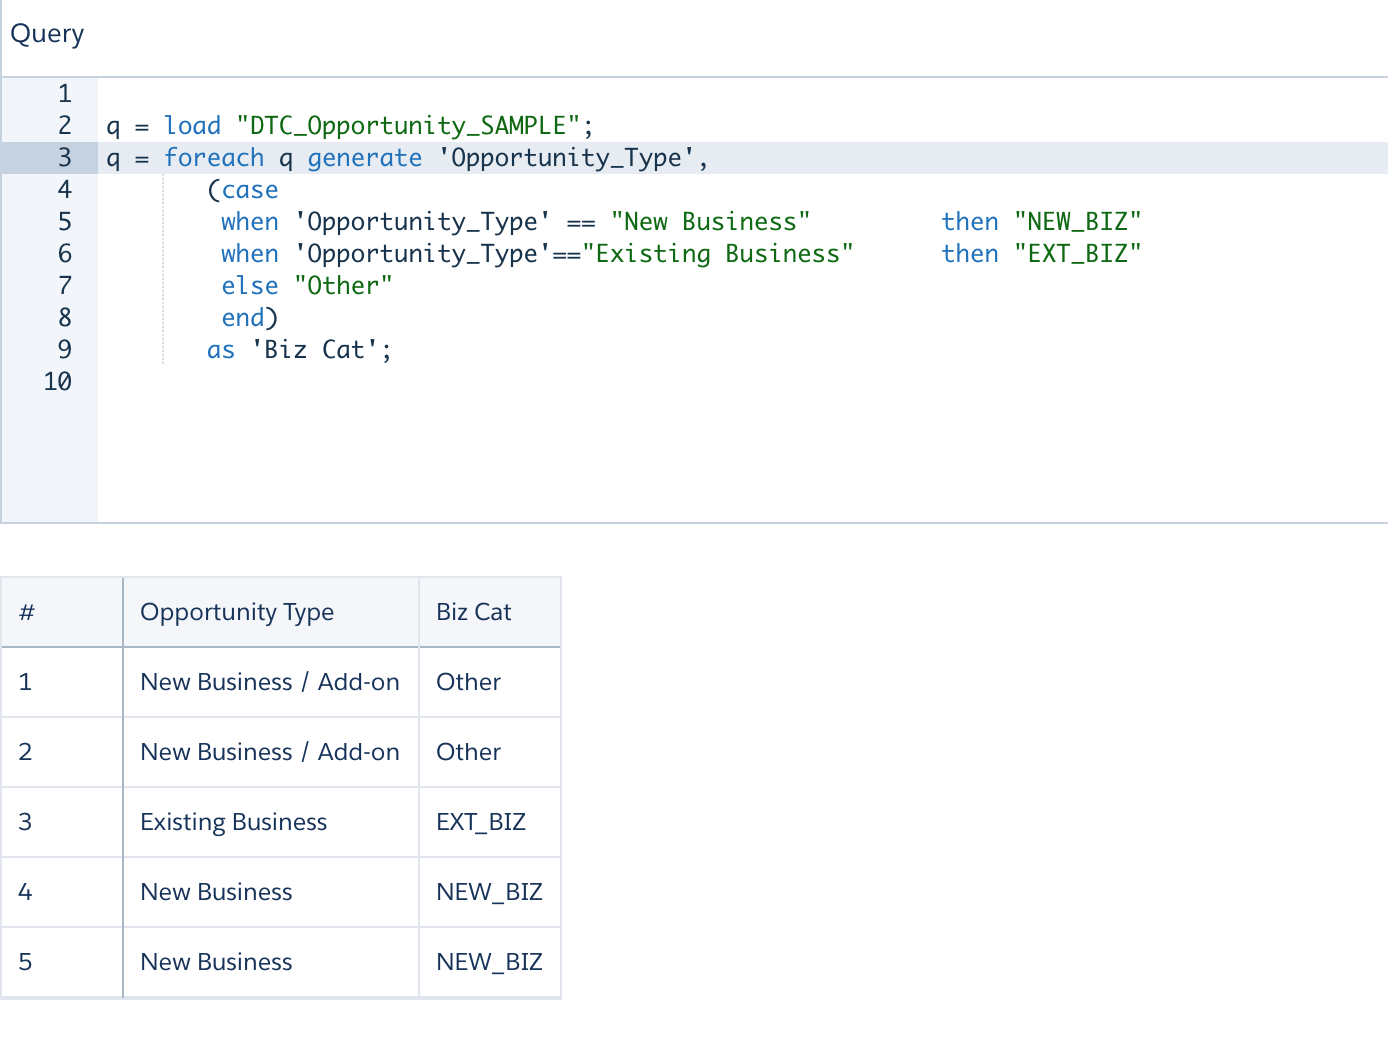 Query
1
2 q = load "DTC_Opportunity_SAMPLE";
3 q = foreach q generate 'Opportunity_Type',
4 (case
5 when 'Opportunity_Type' == "New Business" then "NEW_BIZ"
6 when 'Opportunity_Type'=="Existing Business" then "EXT_BIZ"
7 else "Other"
8 end)
9 as 'Biz Cat';
10
# Opportunity Type Biz Cat
1 New Business / Add-on Other
2 New Business / Add-on Other
3 Existing Business EXT_BIZ
4 New Business NEW_BIZ
5 New Business NEW_BIZ